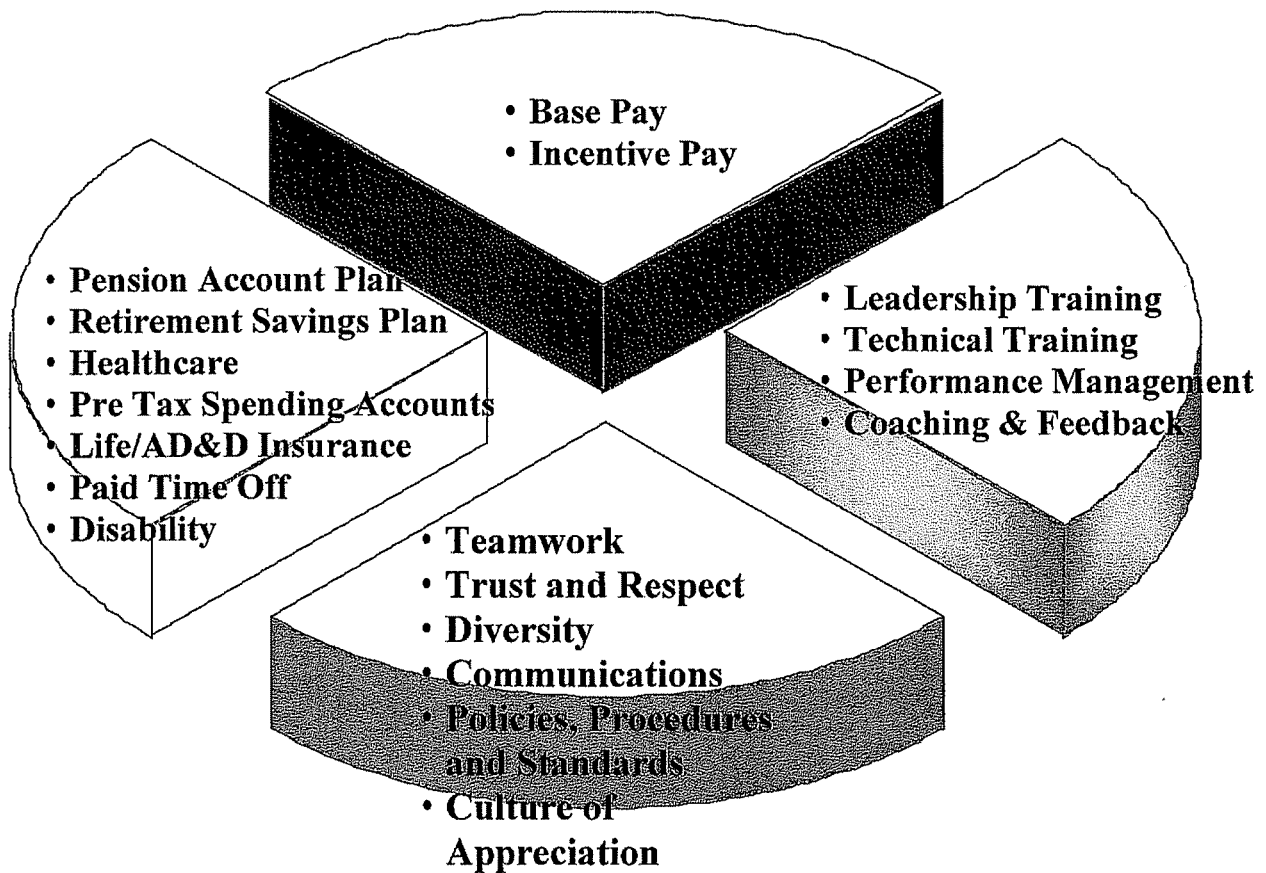 • Base Pay
• Incentive Pay
• Pension Account Plan
• Retirement Savings Plan
• Healthcare
• Pre Tax Spending Accounts
• Life/AD&D Insurance
• Paid Time Off
• Disability
• Leadership Training
• Technical Training
• Performance Management
• Coaching & Feedback
• Teamwork
• Trust and Respect
• Diversity
• Communications
• Policies, Procedures
and Standards
• Culture of
Appreciation